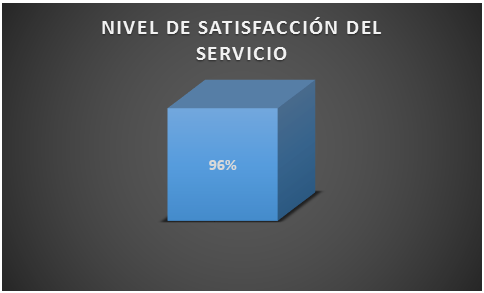 NIVEL DE SATISFACCIÓN DEL
SERVICIO
96%